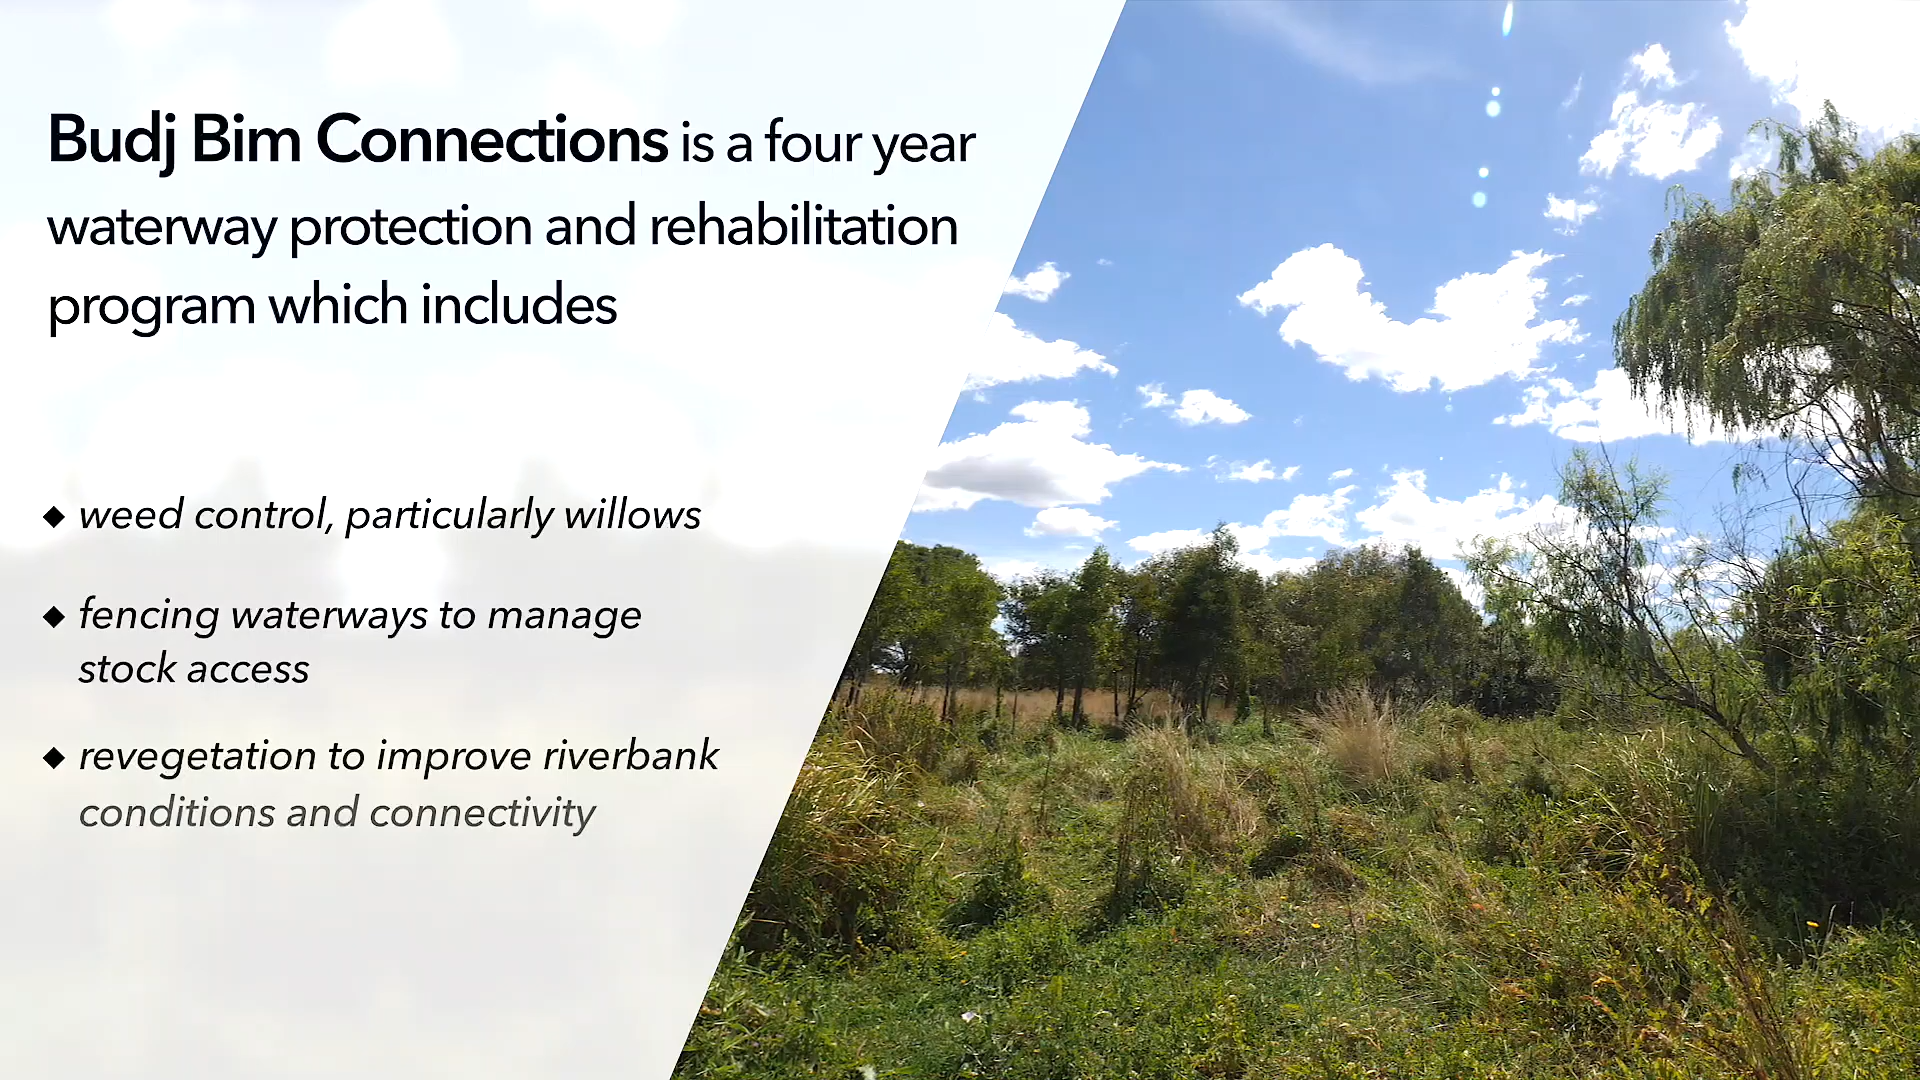 Budj Bim Connections is a four year
waterway protection and rehabilitation
program which includes
◆ weed control, particularly willows
◆ fencing waterways to manage
stock access
◆ revegetation to improve riverbank
conditions and connectivity